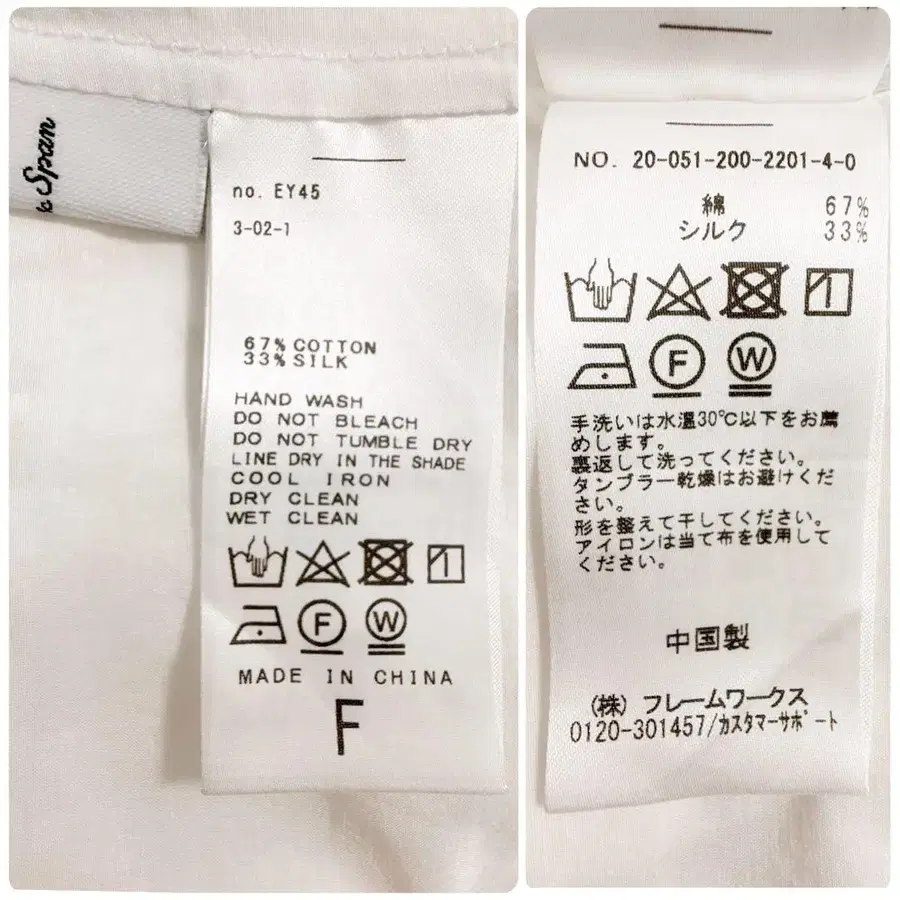 Span
no. EY45
3-02-1
67% COTTON
33% SILK
HAND WASH
DO NOT BLEACH
DO NOT TUMBLE DRY
LINE DRY IN THE SHADE
COOL IRON
DRY CLEAN
WET CLEAN
F W
MADE IN CHINA
F
NO. 20-051-200-2201-4-0
綿 67%
シルク 33%
F W
手洗いは水温30℃以下をお薦
めします。
裏返して洗ってください。
タンブラー乾燥はお避けくだ
さい。
形を整えて干してください。
アイロンは当て布を使用して
ください。
中国製
(株) フレームワークス
0120-301457/ｶｽﾀﾏｰｻﾎﾟｰﾄ